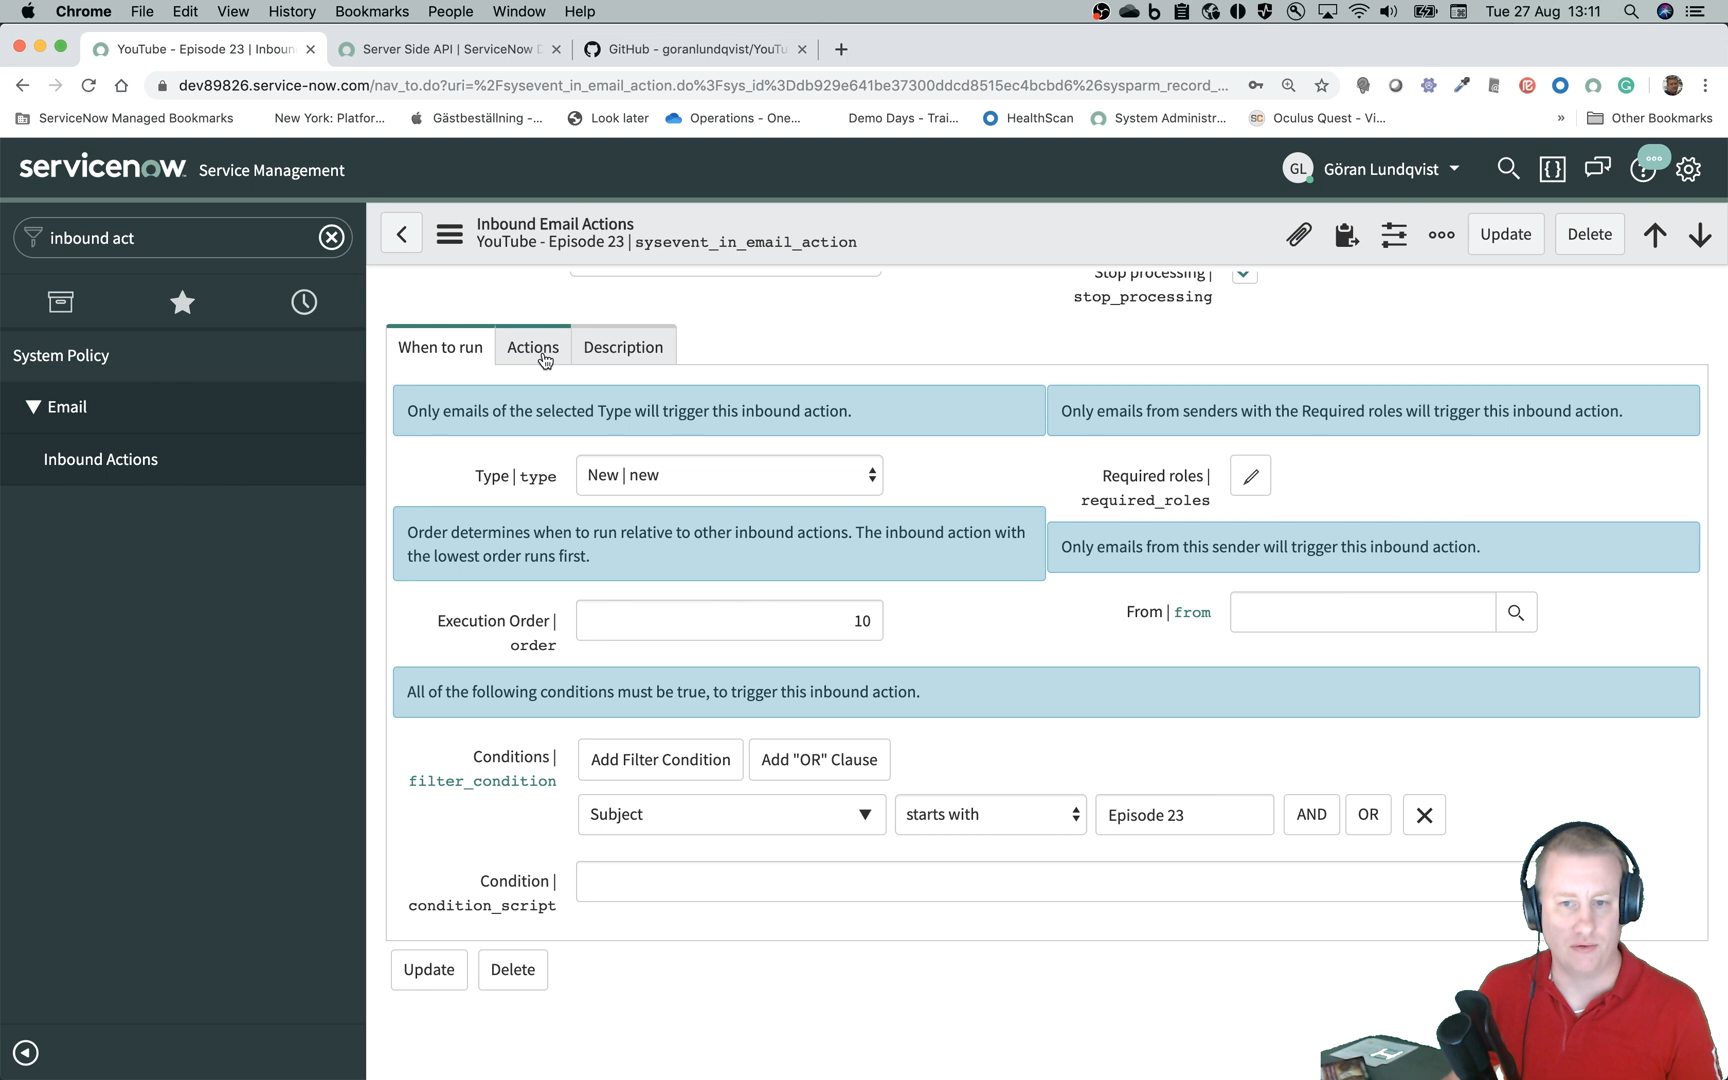 Chrome File Edit View History Bookmarks People Window Help Tue 27 Aug 13:11
YouTube - Episode 23 | Inboun Server Side API | ServiceNow D GitHub - goranlundqvist/YouTu
dev89826.service-now.com/nav_to.do?uri=%2Fsysevent_in_email_action.do%3Fsys_id%3Ddb929e641be37300ddcd8515ec4bcbd6%26sysparm_record_...
ServiceNow Managed Bookmarks New York: Platfor... Gästbeställning -... Look later Operations - One... Demo Days - Trai... HealthScan System Administr... Oculus Quest - Vi... » Other Bookmarks
servicenow Service Management
GL Göran Lundqvist
inbound act
Inbound Email Actions
YouTube - Episode 23 | sysevent_in_email_action
Update Delete
System Policy
Email
Inbound Actions
Stop processing |
stop_processing
When to run Actions Description
Only emails of the selected Type will trigger this inbound action.
Only emails from senders with the Required roles will trigger this inbound action.
Type | type New | new
Required roles |
required_roles
Order determines when to run relative to other inbound actions. The inbound action with
the lowest order runs first.
Only emails from this sender will trigger this inbound action.
Execution Order |
order
10
From | from
All of the following conditions must be true, to trigger this inbound action.
Conditions |
filter_condition
Add Filter Condition Add "OR" Clause
Subject starts with Episode 23 AND OR
Condition |
condition_script
Update Delete